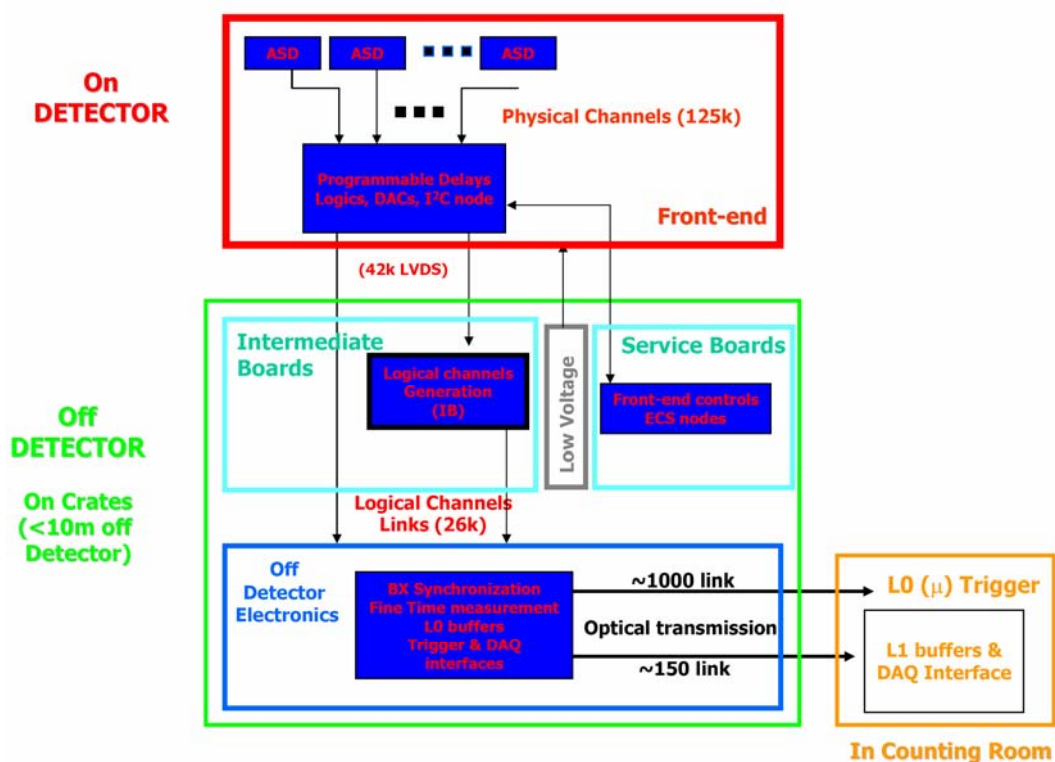 On
DETECTOR
ASD
ASD
ASD
Physical Channels (125k)
Programmable Delays
Logics, DACs, I²C node
Front-end
(42k LVDS)
Intermediate
Boards
Logical channels
Generation
(IB)
Low Voltage
Service Boards
Front-end controls
ECS nodes
Off
DETECTOR
On Crates
(<10m off
Detector)
Logical Channels
Links (26k)
Off
Detector
Electronics
BX Synchronization
Fine Time measurement
L0 buffers
Trigger & DAQ
interfaces
~1000 link
Optical transmission
~150 link
L0 (μ) Trigger
L1 buffers &
DAQ Interface
In Counting Room